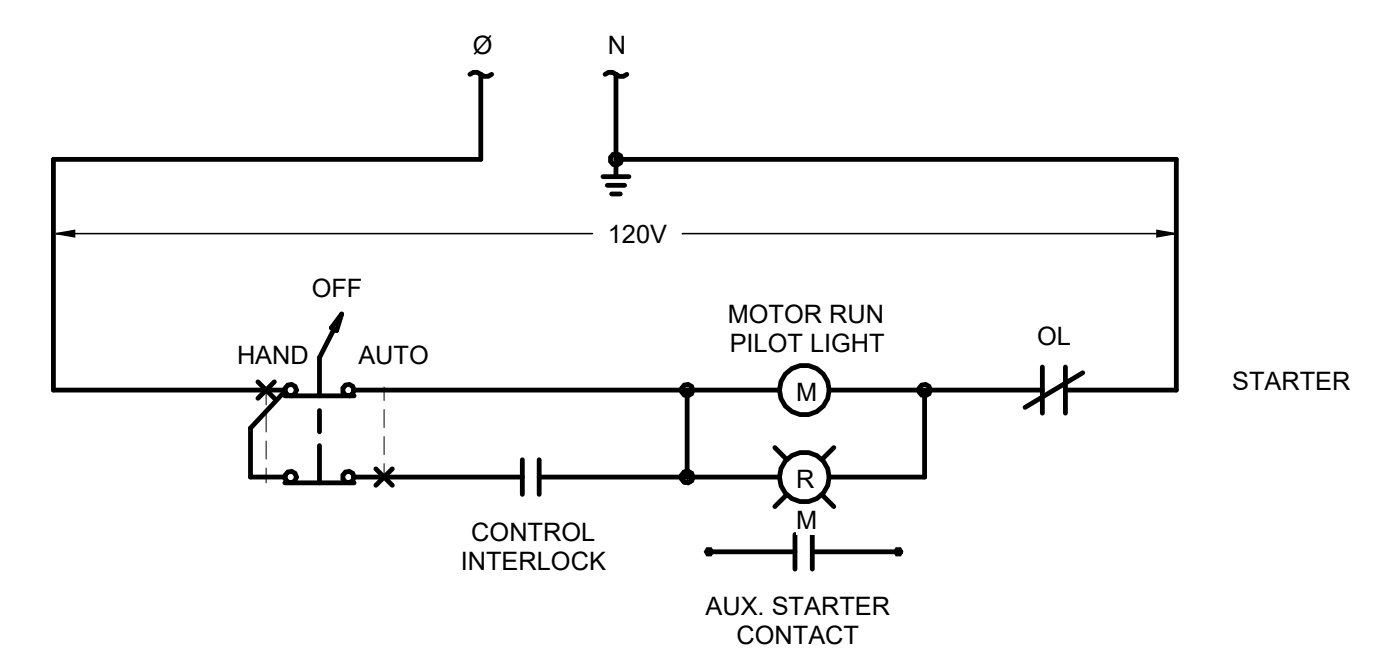 Ø
N
120V
OFF
HAND
AUTO
MOTOR RUN
PILOT LIGHT
OL
M
STARTER
R
M
CONTROL
INTERLOCK
AUX. STARTER
CONTACT